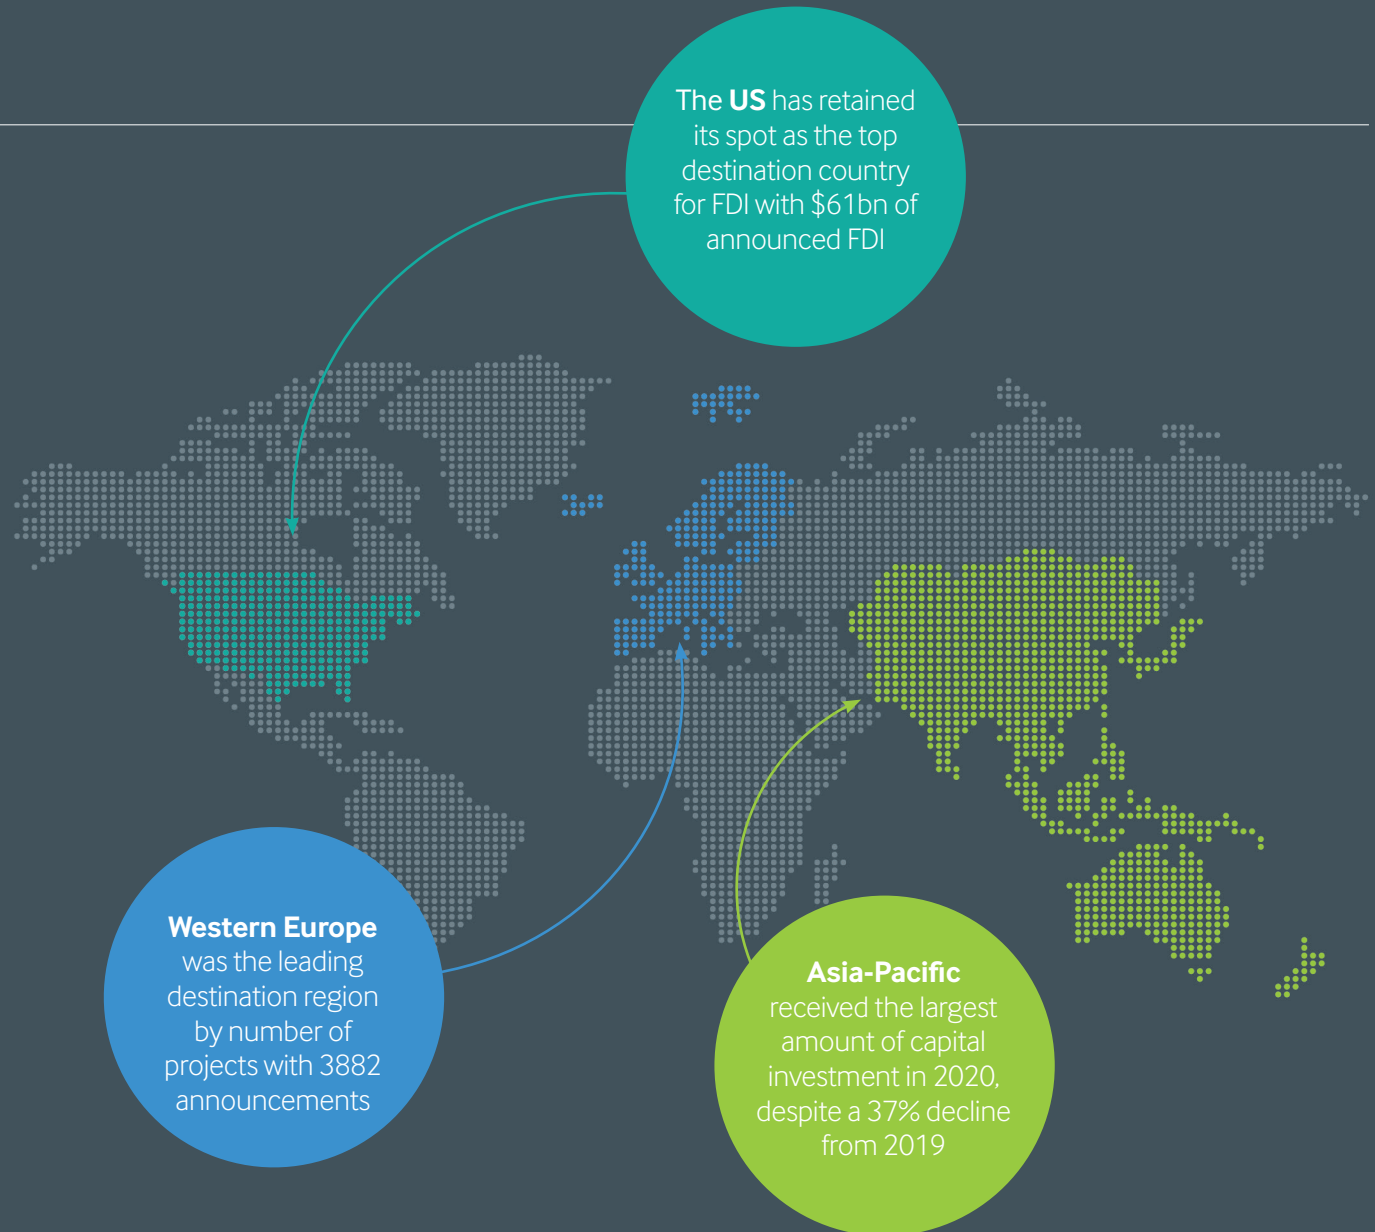 The US has retained
its spot as the top
destination country
for FDI with $61bn of
announced FDI
Western Europe
was the leading
destination region
by number of
projects with 3882
announcements
Asia-Pacific
received the largest
amount of capital
investment in 2020,
despite a 37% decline
from 2019